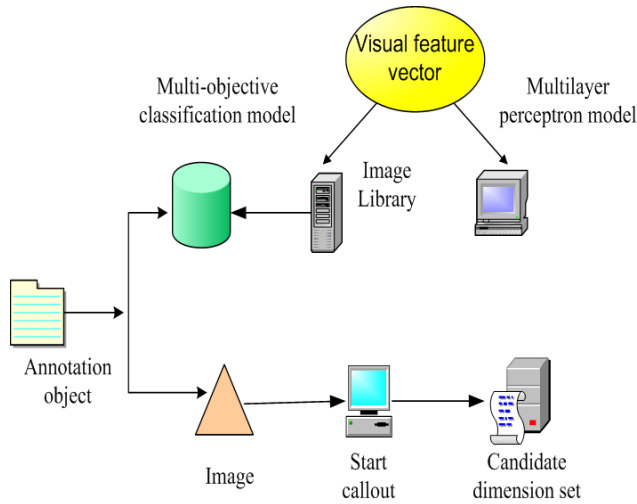 Visual feature
vector
Multi-objective
classification model
Multilayer
perceptron model
Image
Library
Annotation
object
Image
Start
callout
Candidate
dimension set